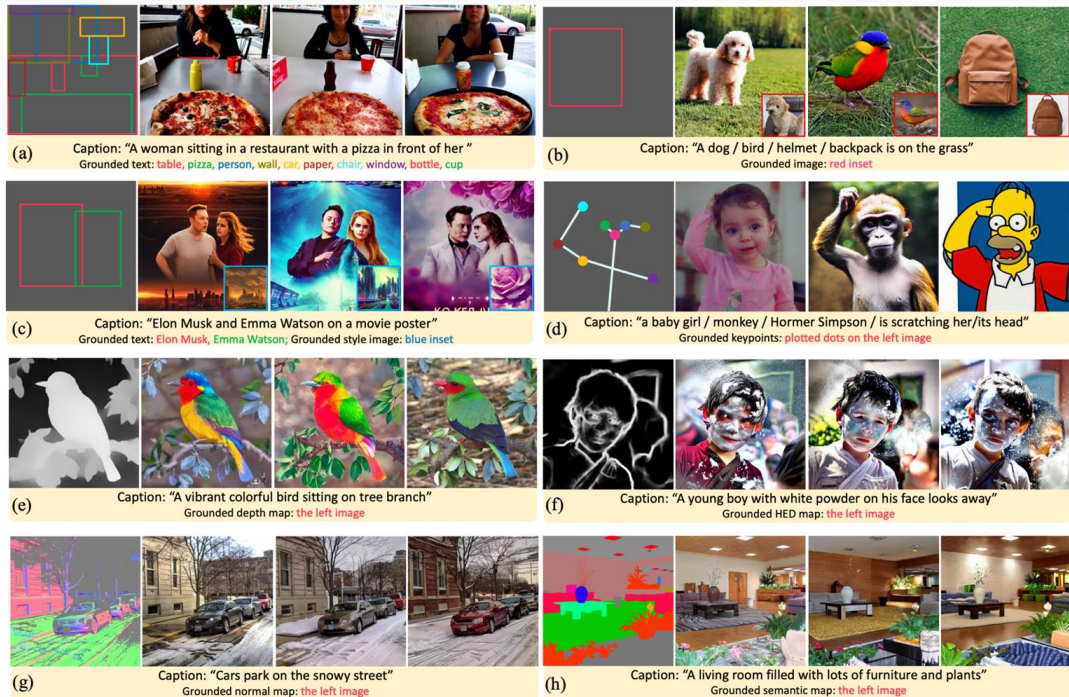 (a) Caption: “A woman sitting in a restaurant with a pizza in front of her ”
Grounded text: table, pizza, person, wall, car, paper, chair, window, bottle, cup
(b) Caption: “A dog / bird / helmet / backpack is on the grass”
Grounded image: red inset
(c) Caption: “Elon Musk and Emma Watson on a movie poster”
Grounded text: Elon Musk, Emma Watson; Grounded style image: blue inset
(d) Caption: “a baby girl / monkey / Hormer Simpson / is scratching her/its head”
Grounded keypoints: plotted dots on the left image
(e) Caption: “A vibrant colorful bird sitting on tree branch”
Grounded depth map: the left image
(f) Caption: “A young boy with white powder on his face looks away”
Grounded HED map: the left image
(g) Caption: “Cars park on the snowy street”
Grounded normal map: the left image
(h) Caption: “A living room filled with lots of furniture and plants”
Grounded semantic map: the left image